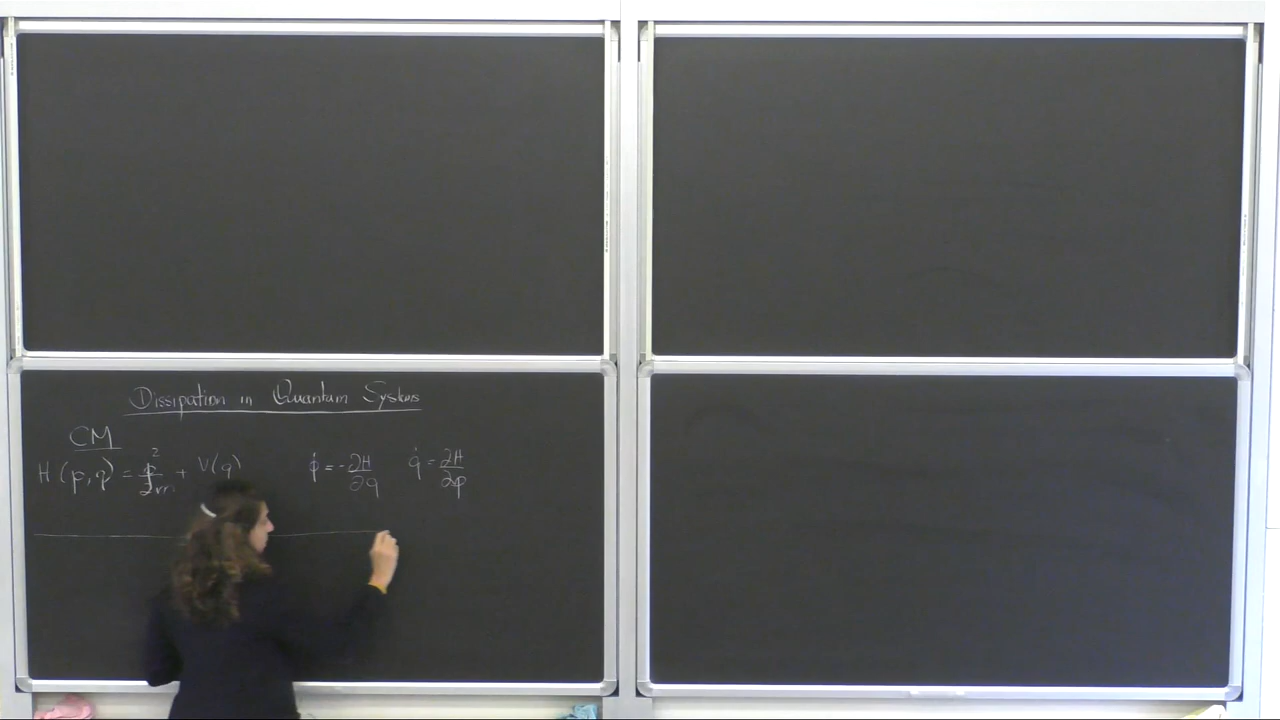 Dissipation in Quantum Systems
CM
H(p,q) = p²/2m + V(q) ṗ = -∂H/∂q q̇ = ∂H/∂p